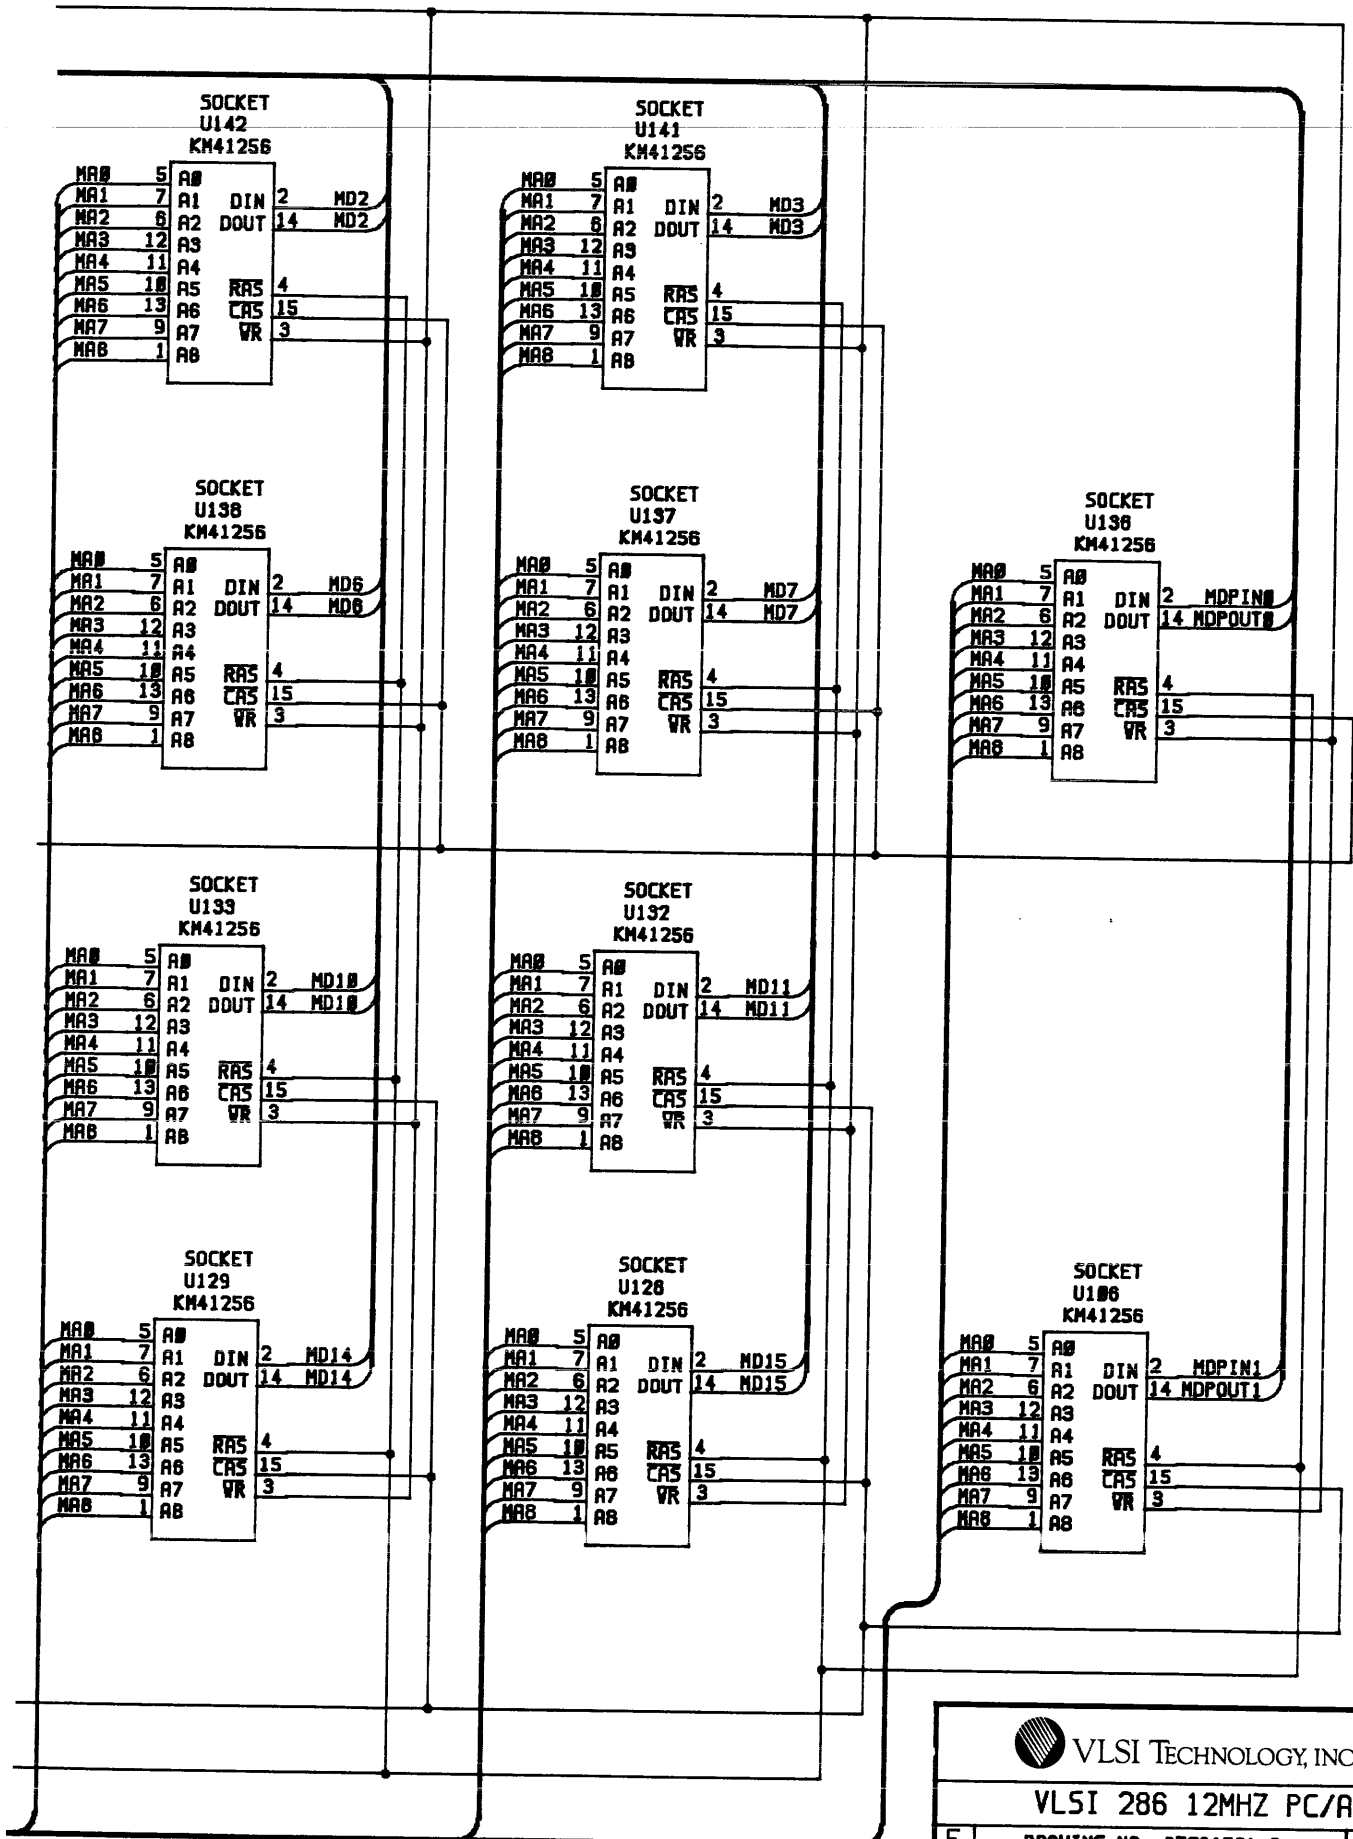 SOCKET
U142
KM41256
MA0 5 A0
MA1 7 A1 DIN 2 MD2
MA2 6 A2 DOUT 14 MD2
MA3 12 A3
MA4 11 A4
MA5 10 A5 RAS 4
MA6 13 A6 CAS 15
MA7 9 A7 WR 3
MA8 1 A8
SOCKET
U141
KM41256
MA0 5 A0
MA1 7 A1 DIN 2 MD3
MA2 6 A2 DOUT 14 MD3
MA3 12 A3
MA4 11 A4
MA5 10 A5 RAS 4
MA6 13 A6 CAS 15
MA7 9 A7 WR 3
MA8 1 A8
SOCKET
U138
KM41256
MA0 5 A0
MA1 7 A1 DIN 2 MD6
MA2 6 A2 DOUT 14 MD6
MA3 12 A3
MA4 11 A4
MA5 10 A5 RAS 4
MA6 13 A6 CAS 15
MA7 9 A7 WR 3
MA8 1 A8
SOCKET
U137
KM41256
MA0 5 A0
MA1 7 A1 DIN 2 MD7
MA2 6 A2 DOUT 14 MD7
MA3 12 A3
MA4 11 A4
MA5 10 A5 RAS 4
MA6 13 A6 CAS 15
MA7 9 A7 WR 3
MA8 1 A8
SOCKET
U136
KM41256
MA0 5 A0
MA1 7 A1 DIN 2 MDPIN0
MA2 6 A2 DOUT 14 MDPOUT0
MA3 12 A3
MA4 11 A4
MA5 10 A5 RAS 4
MA6 13 A6 CAS 15
MA7 9 A7 WR 3
MA8 1 A8
SOCKET
U133
KM41256
MA0 5 A0
MA1 7 A1 DIN 2 MD10
MA2 6 A2 DOUT 14 MD10
MA3 12 A3
MA4 11 A4
MA5 10 A5 RAS 4
MA6 13 A6 CAS 15
MA7 9 A7 WR 3
MA8 1 A8
SOCKET
U132
KM41256
MA0 5 A0
MA1 7 A1 DIN 2 MD11
MA2 6 A2 DOUT 14 MD11
MA3 12 A3
MA4 11 A4
MA5 10 A5 RAS 4
MA6 13 A6 CAS 15
MA7 9 A7 WR 3
MA8 1 A8
SOCKET
U129
KM41256
MA0 5 A0
MA1 7 A1 DIN 2 MD14
MA2 6 A2 DOUT 14 MD14
MA3 12 A3
MA4 11 A4
MA5 10 A5 RAS 4
MA6 13 A6 CAS 15
MA7 9 A7 WR 3
MA8 1 A8
SOCKET
U128
KM41256
MA0 5 A0
MA1 7 A1 DIN 2 MD15
MA2 6 A2 DOUT 14 MD15
MA3 12 A3
MA4 11 A4
MA5 10 A5 RAS 4
MA6 13 A6 CAS 15
MA7 9 A7 WR 3
MA8 1 A8
SOCKET
U106
KM41256
MA0 5 A0
MA1 7 A1 DIN 2 MDPIN1
MA2 6 A2 DOUT 14 MDPOUT1
MA3 12 A3
MA4 11 A4
MA5 10 A5 RAS 4
MA6 13 A6 CAS 15
MA7 9 A7 WR 3
MA8 1 A8
VLSI TECHNOLOGY, INC
VLSI 286 12MHZ PC/A